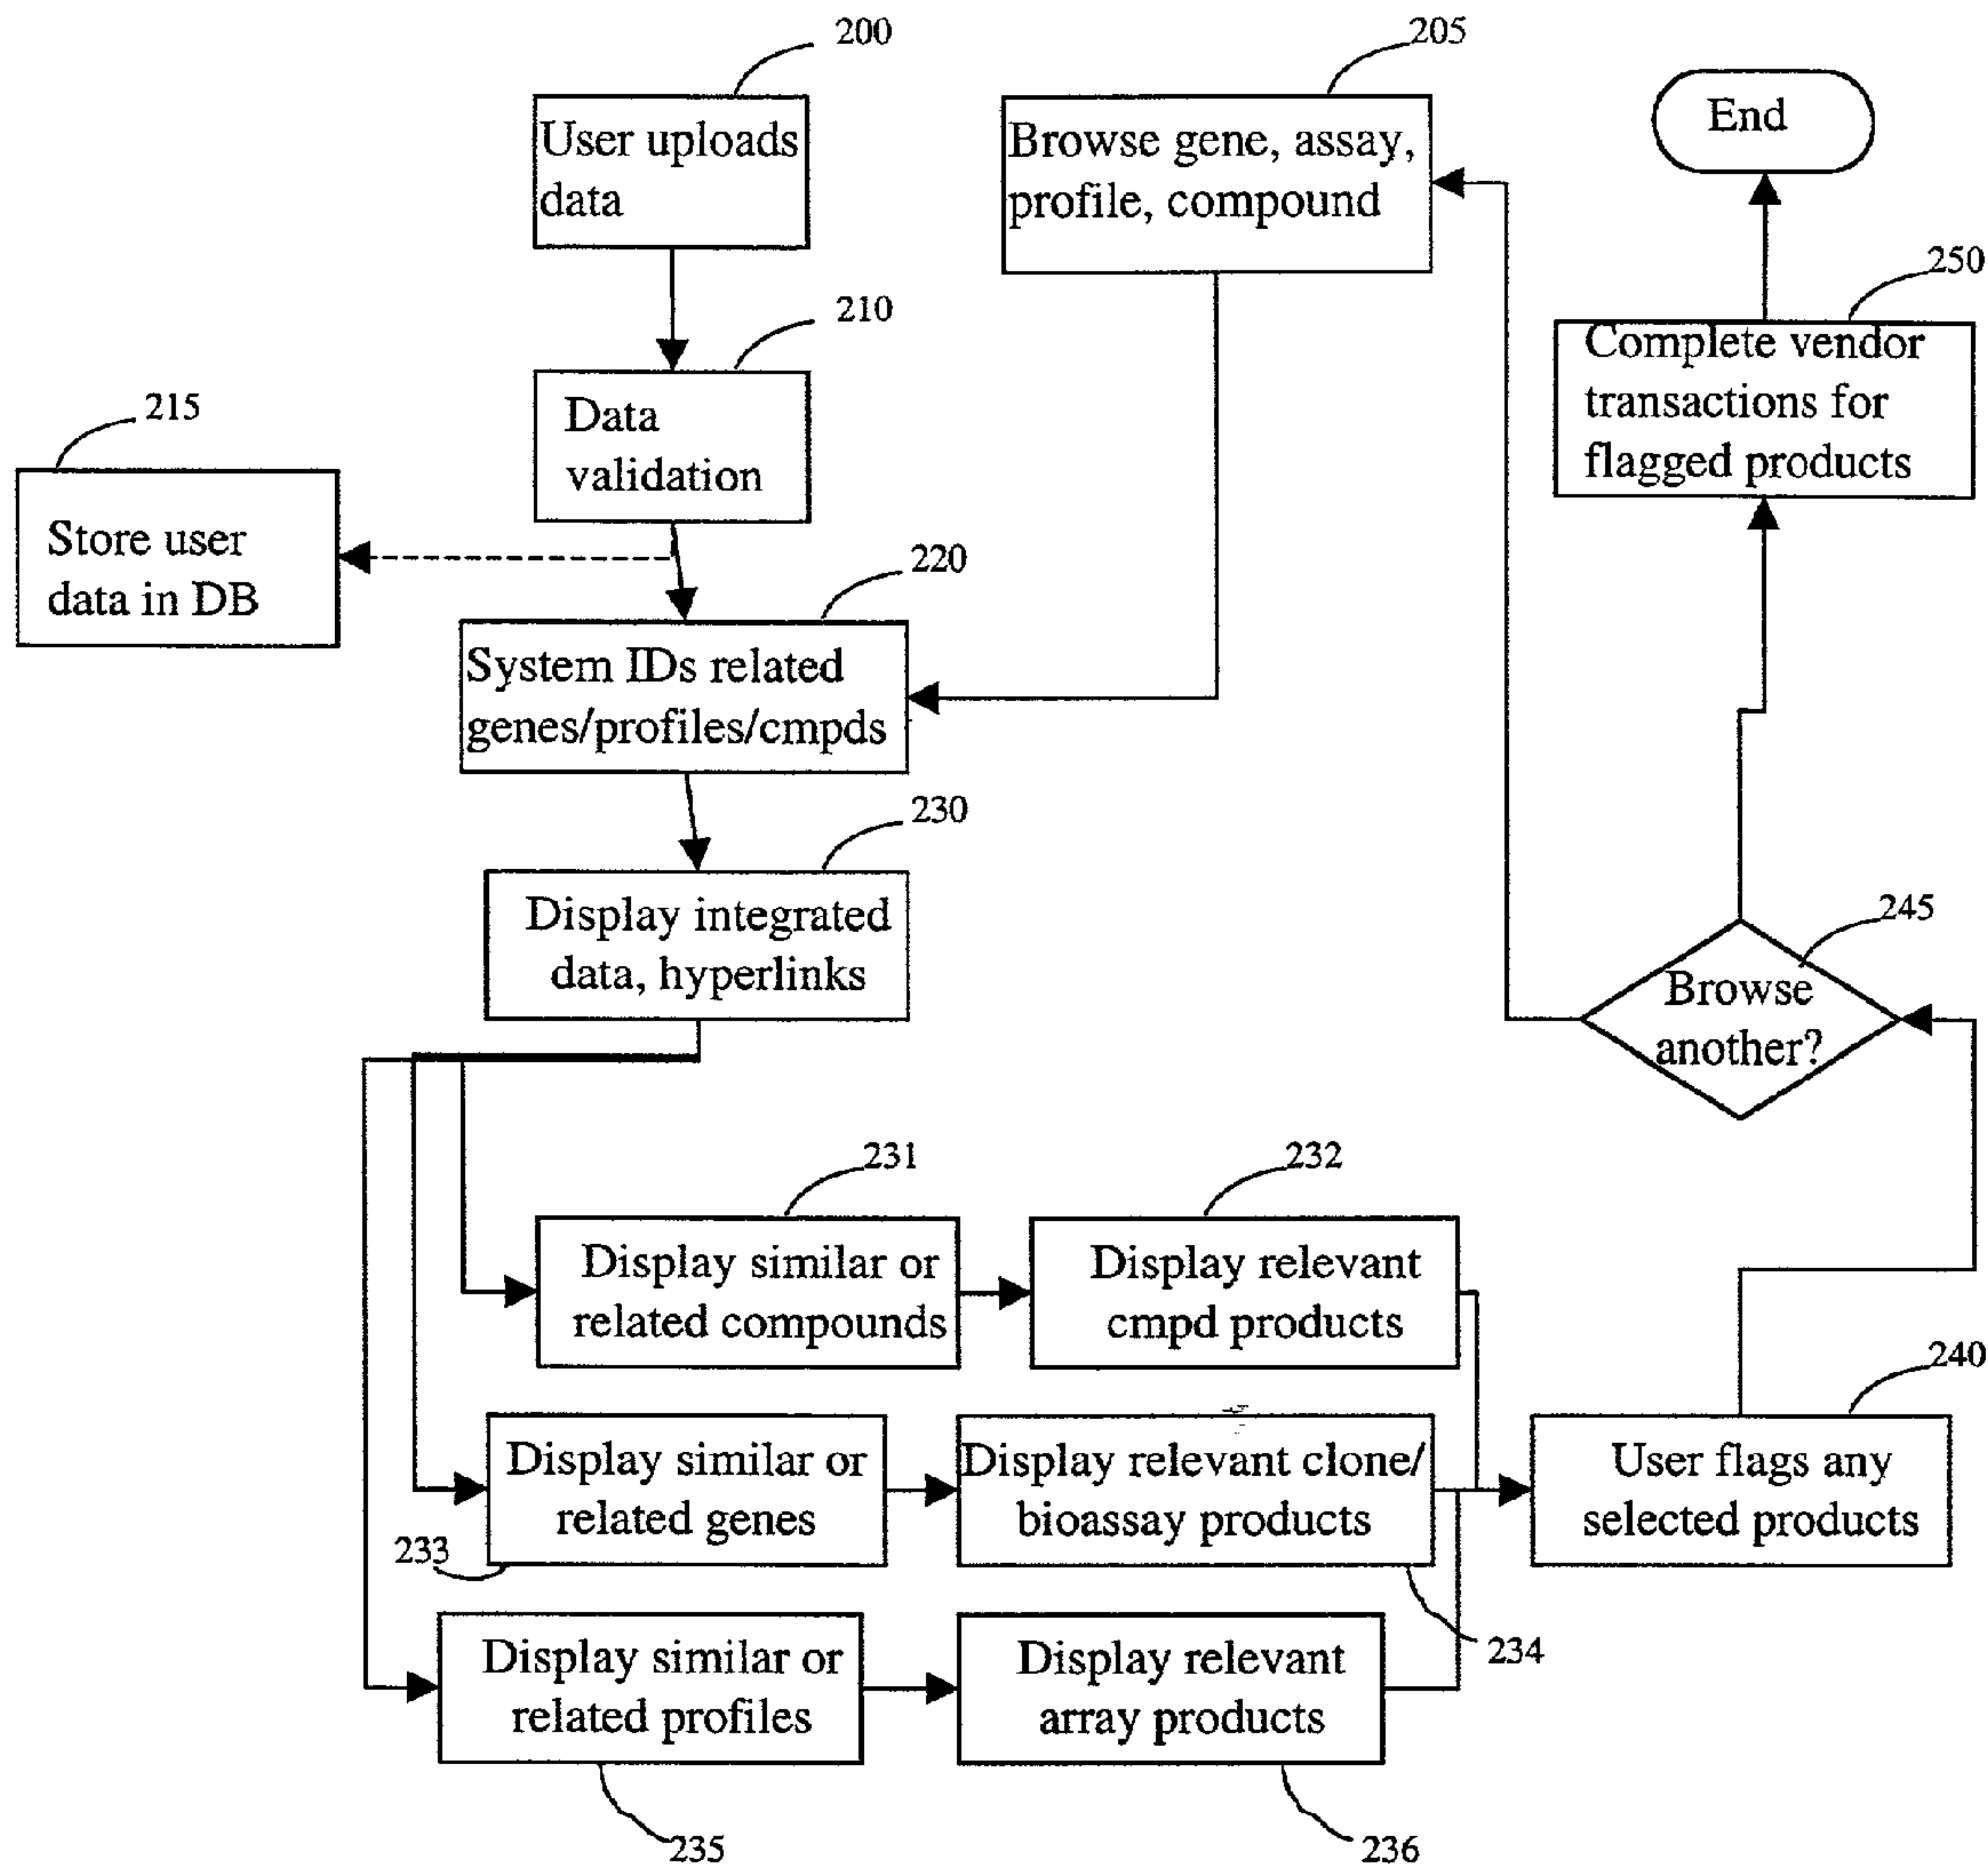 200
User uploads
data
205
Browse gene, assay,
profile, compound
End
210
Data
validation
215
Store user
data in DB
220
System IDs related
genes/profiles/cmpds
250
Complete vendor
transactions for
flagged products
230
Display integrated
data, hyperlinks
245
Browse
another?
231
Display similar or
related compounds
232
Display relevant
cmpd products
233
Display similar or
related genes
Display relevant clone/
bioassay products
234
240
User flags any
selected products
Display similar or
related profiles
235
Display relevant
array products
236